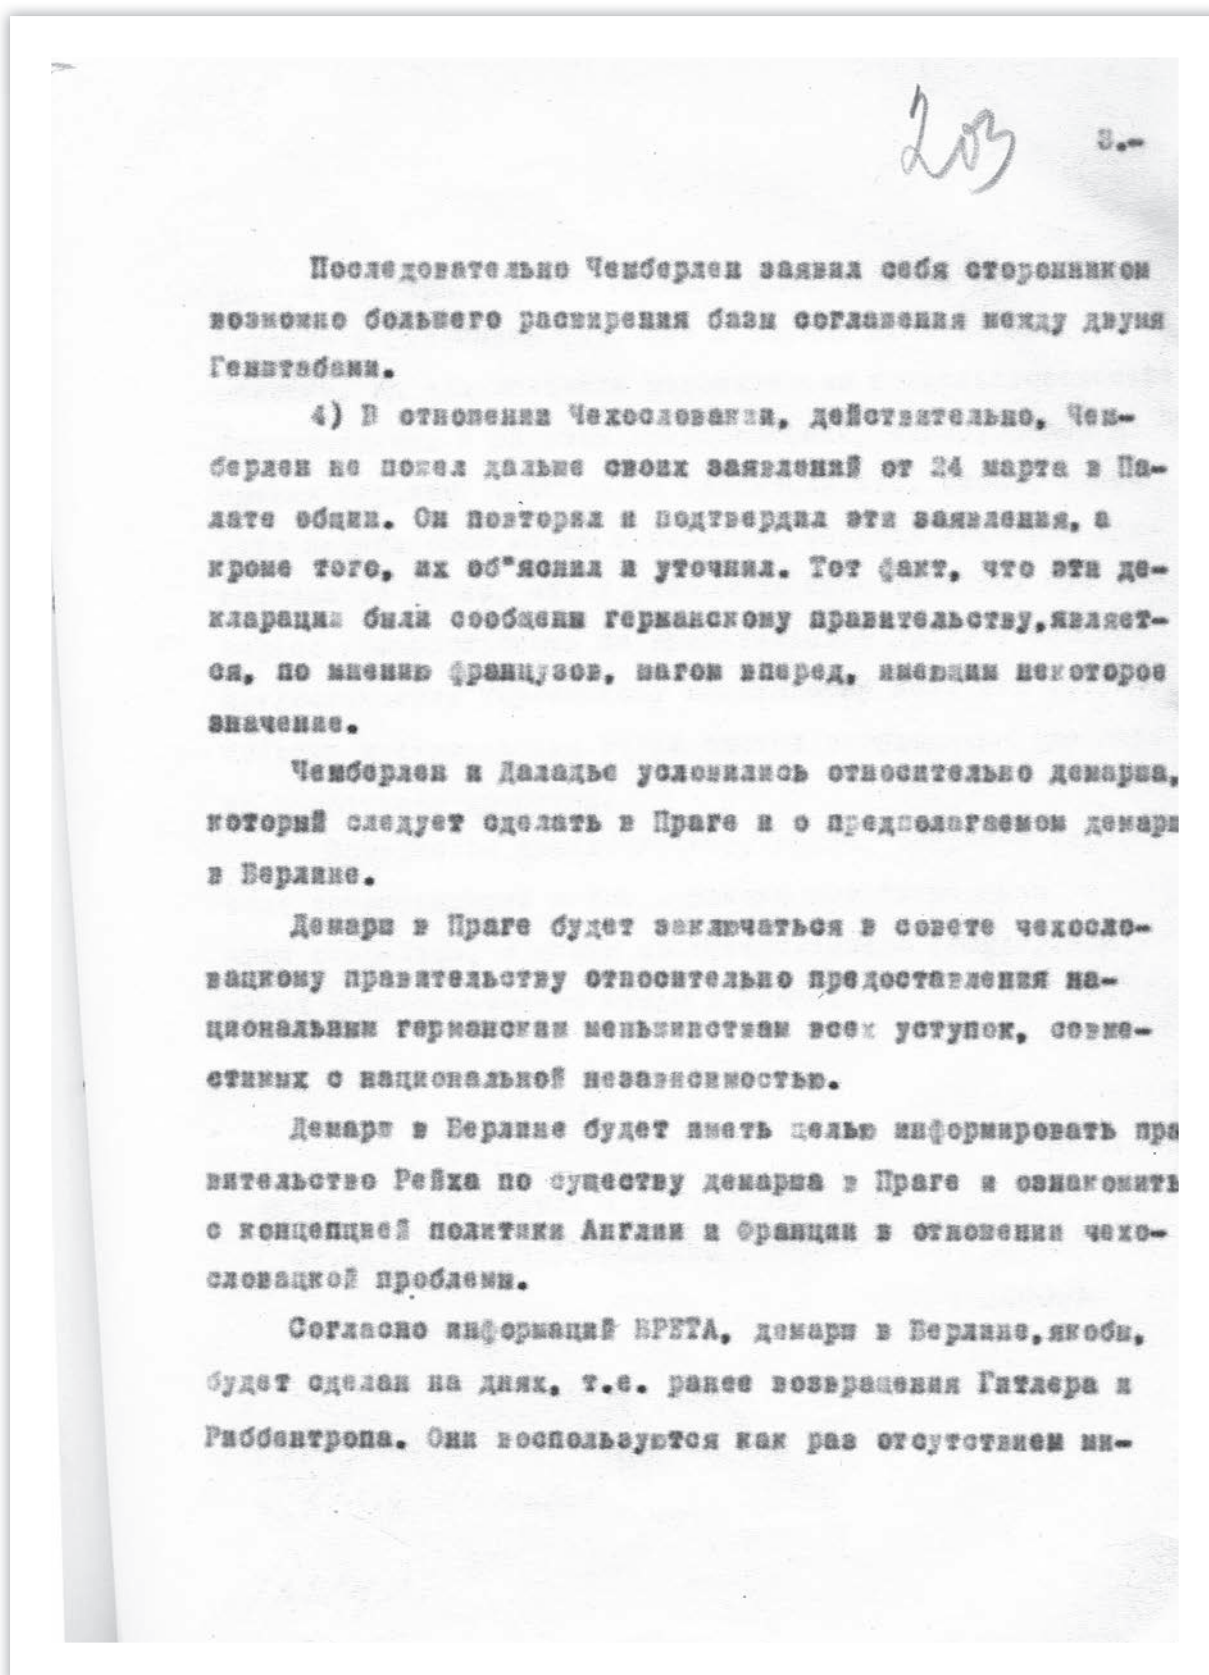 203
3.-
Последовательно Чемберлен заявил себя сторонником
возможно большего расширения базы соглашения между двумя
Генштабами.
4) В отношении Чехословакии, действительно, Чем-
берлен не пошел дальше своих заявлений от 24 марта в Па-
лате общин. Он повторил и подтвердил эти заявления, а
кроме того, их об"яснил и уточнил. Тот факт, что эти де-
кларации были сообщены германскому правительству,являет-
ся, по мнению французов, шагом вперед, имеющим некоторое
значение.
Чемберлен и Даладье условились относительно демарша,
который следует сделать в Праге и о предполагаемом демарш
в Берлине.
Демарш в Праге будет заключаться в совете чехосло-
вацкому правительству относительно предоставления на-
циональным германским меньшинствам всех уступок, совме-
стимых с национальной независимостью.
Демарш в Берлине будет иметь целью информировать пра
вительство Рейха по существу демарша в Праге и ознакомить
с концепцией политики Англии и Франции в отношении чехо-
словацкой проблемы.
Согласно информаций БРЕТА, демарш в Берлине,якобы,
будет сделан на днях, т.е. ранее возвращения Гитлера и
Риббентропа. Они воспользуются как раз отсутствием ми-